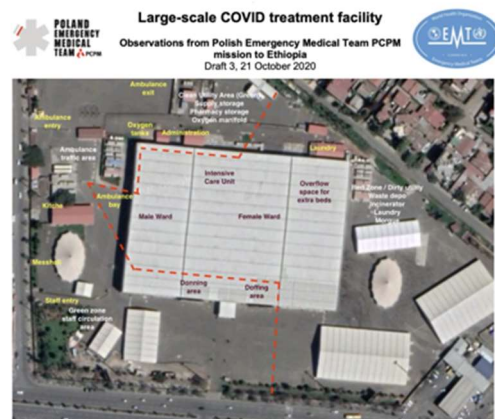 POLAND
EMERGENCY
MEDICAL
TEAM PCPM
Large-scale COVID treatment facility
Observations from Polish Emergency Medical Team PCPM
mission to Ethiopia
Draft 3, 21 October 2020
EMT
Ambulance
exit
Clean Utility Area (Green)
Supply storage
Pharmacy storage
Oxygen manifold
Ambulance
entry
Oxygen
tanks
Administration
Laundry
Ambulance
traffic area
Intensive
Care Unit
Overflow
space for
extra beds
Red Zone / Dirty utility
Waste depo
Incinerator
Laundry
Morgue
Ambulance
bay
Kitchen
Male Ward
Female Ward
Messhall
Donning
area
Doffing
area
Staff entry
Green zone
staff circulation
area